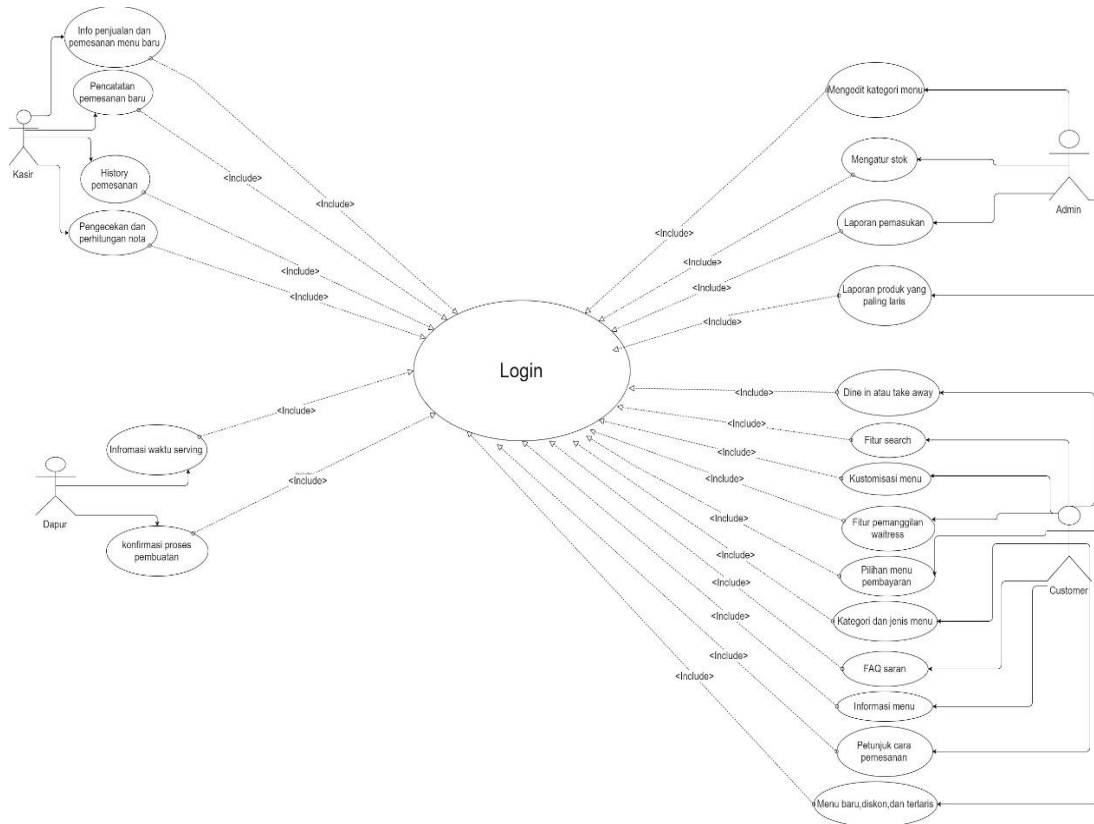 Info penjualan dan
pemesanan menu baru
Pencatatan
pemesanan baru
Kasir
History
pemesanan
Pengecekan dan
perhitungan nota
<Include>
<Include>
<Include>
<Include>
Mengedit kategori menu
Mengatur stok
Admin
Laporan pemasukan
Laporan produk yang
paling laris
<Include>
<Include>
<Include>
<Include>
Login
Infromasi waktu serving
Dapur
konfirmasi proses
pembuatan
<Include>
<Include>
Dine in atau take away
Fitur search
Kustomisasi menu
Fitur pemanggilan
waitress
Pilihan menu
pembayaran
Customer
Kategori dan jenis menu
FAQ saran
Informasi menu
Petunjuk cara
pemesanan
Menu baru,diskon,dan terlaris
<Include>
<Include>
<Include>
<Include>
<Include>
<Include>
<Include>
<Include>
<Include>
<Include>